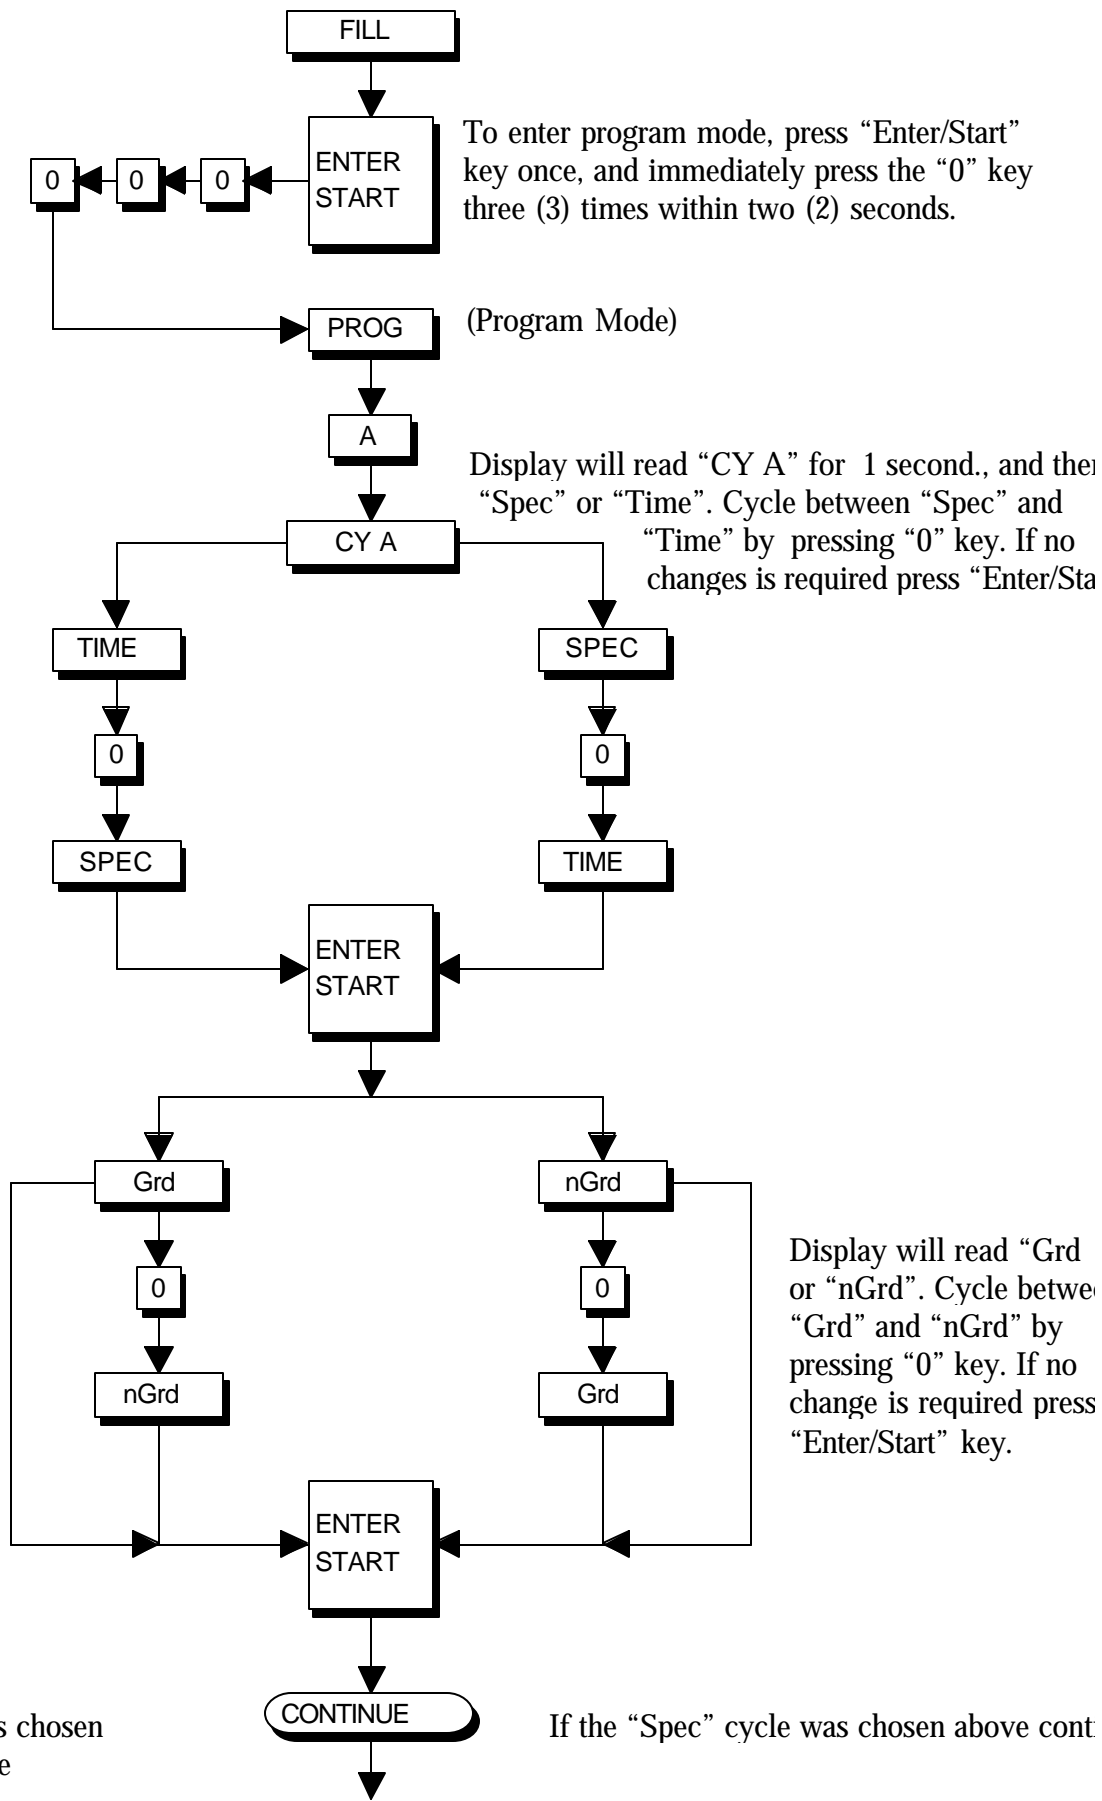 FILL
ENTER
START
To enter program mode, press “Enter/Start”
key once, and immediately press the “0” key
three (3) times within two (2) seconds.
0 0 0
PROG
(Program Mode)
A
Display will read “CY A” for 1 second., and then
“Spec” or “Time”. Cycle between “Spec” and
“Time” by pressing “0” key. If no
changes is required press “Enter/Sta
CY A
TIME
SPEC
0
0
SPEC
TIME
ENTER
START
Grd
nGrd
0
0
nGrd
Grd
Display will read “Grd
or “nGrd”. Cycle betwee
“Grd” and “nGrd” by
pressing “0” key. If no
change is required press
“Enter/Start” key.
ENTER
START
CONTINUE
s chosen
e
If the “Spec” cycle was chosen above conti